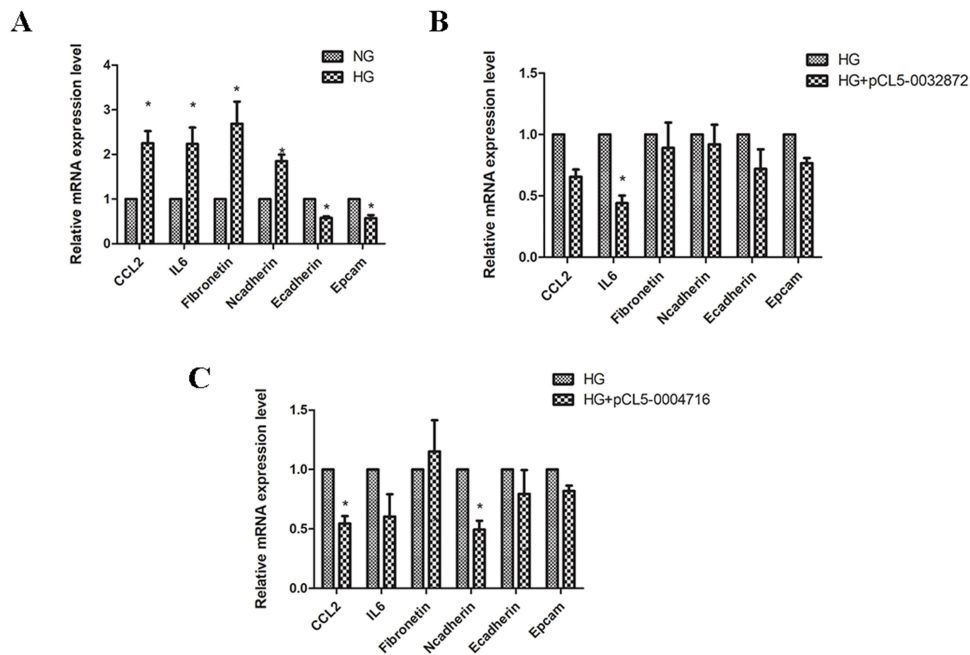 A
Relative mRNA expression level
NG
HG
4
3
2
1
0
*
*
*
*
*
*
CCL2
IL6
FIbronetin
Ncadherin
Ecadherin
Epcam
B
Relative mRNA expression level
HG
HG+pCL5-0032872
1.5
1.0
0.5
0.0
*
CCL2
IL6
Fibronetin
Ncadherin
Ecadherin
Epcam
C
Relative mRNA expression level
HG
HG+pCL5-0004716
1.5
1.0
0.5
0.0
*
*
CCL2
IL6
Fibronetin
Ncadherin
Ecadherin
Epcam